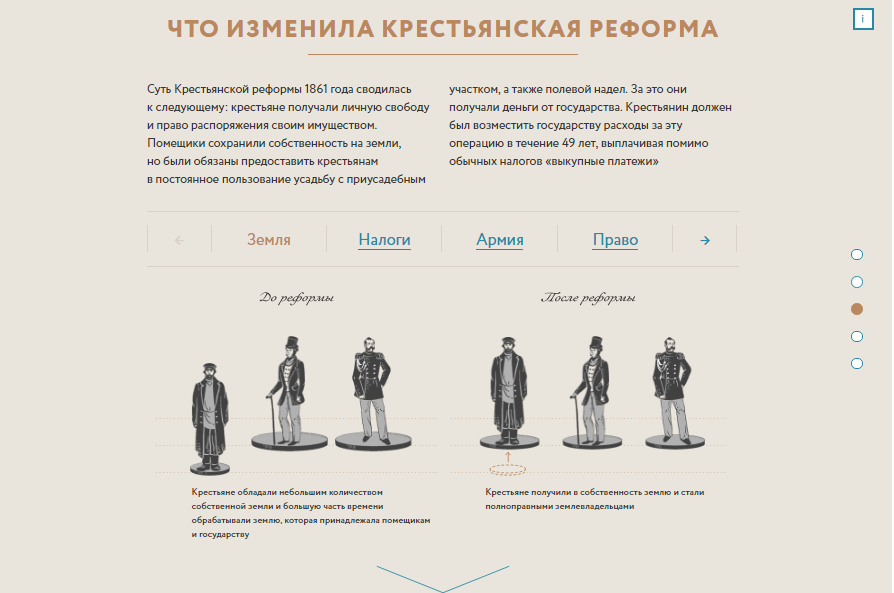 ЧТО ИЗМЕНИЛА КРЕСТЬЯНСКАЯ РЕФОРМА
i
Суть Крестьянской реформы 1861 года сводилась
к следующему: крестьяне получали личную свободу
и право распоряжения своим имуществом.
Помещики сохранили собственность на земли,
но были обязаны предоставить крестьянам
в постоянное пользование усадьбу с приусадебным
участком, а также полевой надел. За это они
получали деньги от государства. Крестьянин должен
был возместить государству расходы за эту
операцию в течение 49 лет, выплачивая помимо
обычных налогов «выкупные платежи»
← Земля Налоги Армия Право →
До реформы
После реформы
Крестьяне обладали небольшим количеством
собственной земли и большую часть времени
обрабатывали землю, которая принадлежала помещикам
и государству
Крестьяне получили в собственность землю и стали
полноправными землевладельцами